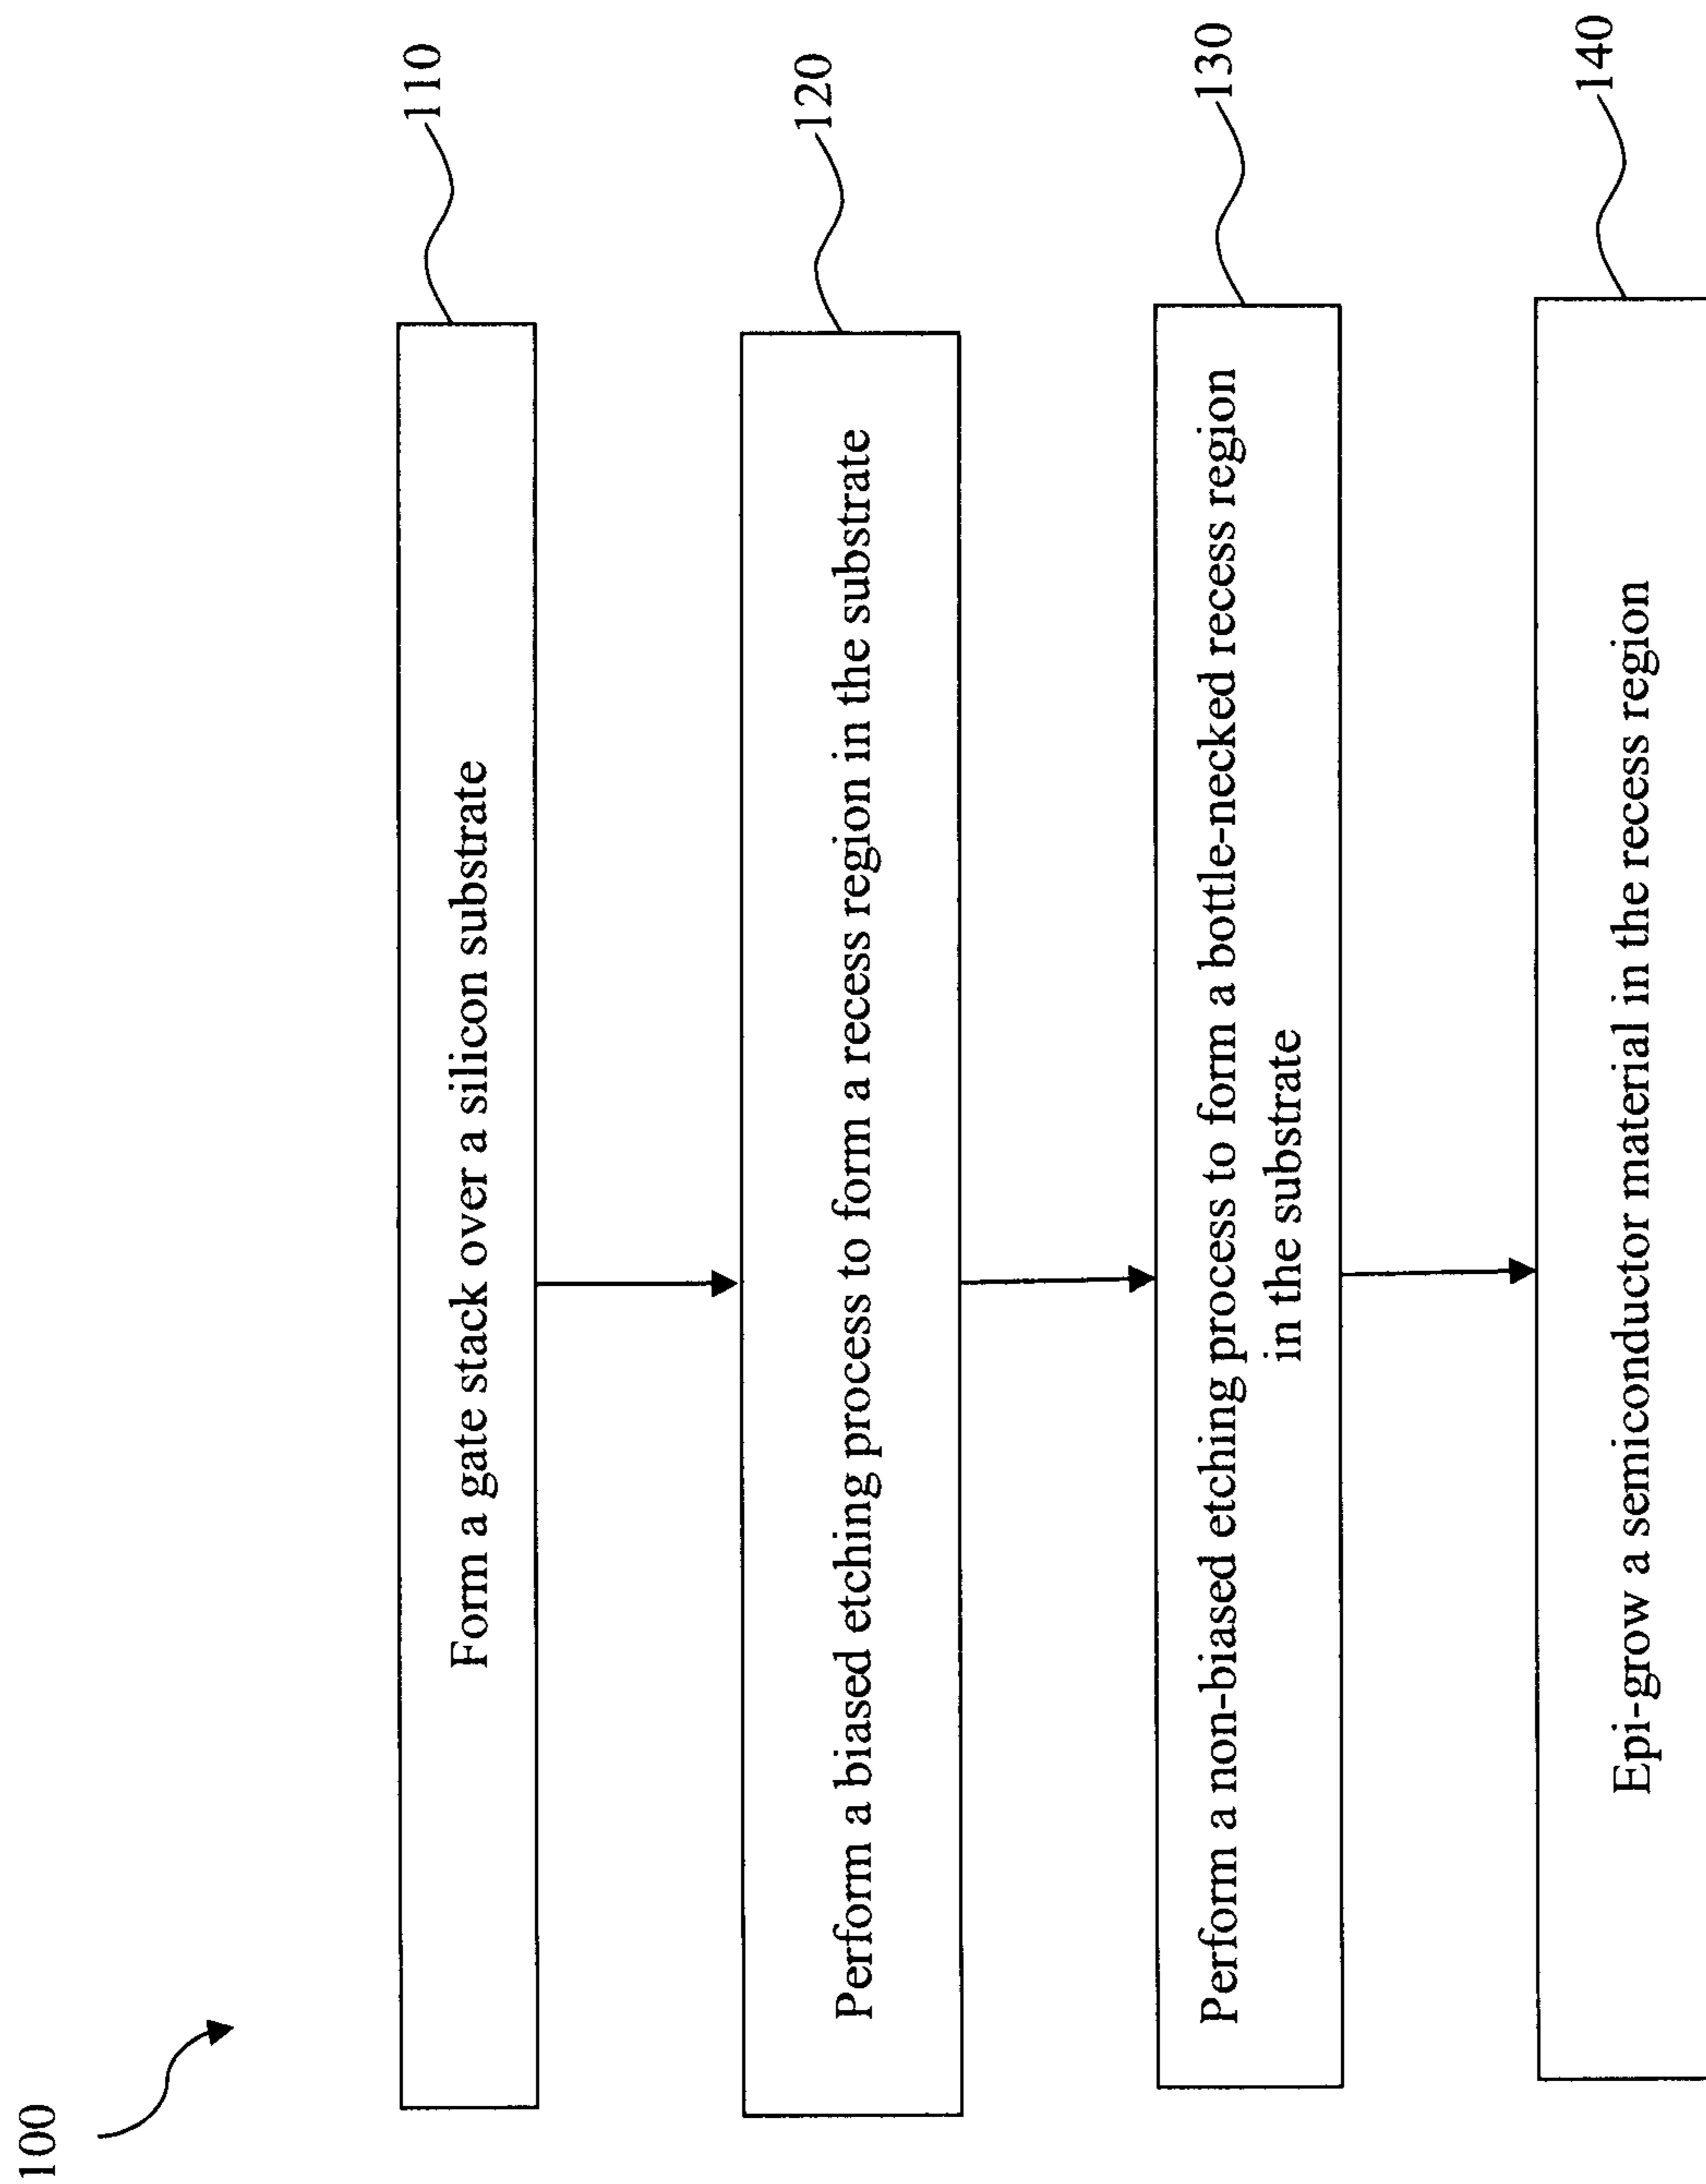 100
Form a gate stack over a silicon substrate
110
Perform a biased etching process to form a recess region in the substrate
120
Perform a non-biased etching process to form a bottle-necked recess region
in the substrate
130
Epi-grow a semiconductor material in the recess region
140